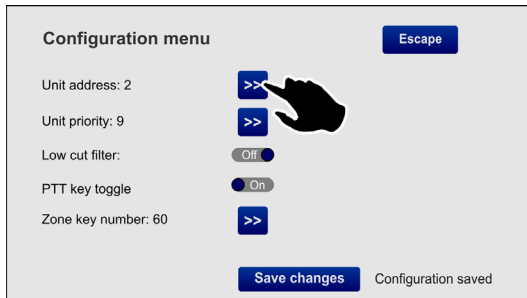 Configuration menu
Escape
Unit address: 2
>>
Unit priority: 9
>>
Low cut filter:
Off
PTT key toggle
On
Zone key number: 60
>>
Save changes
Configuration saved